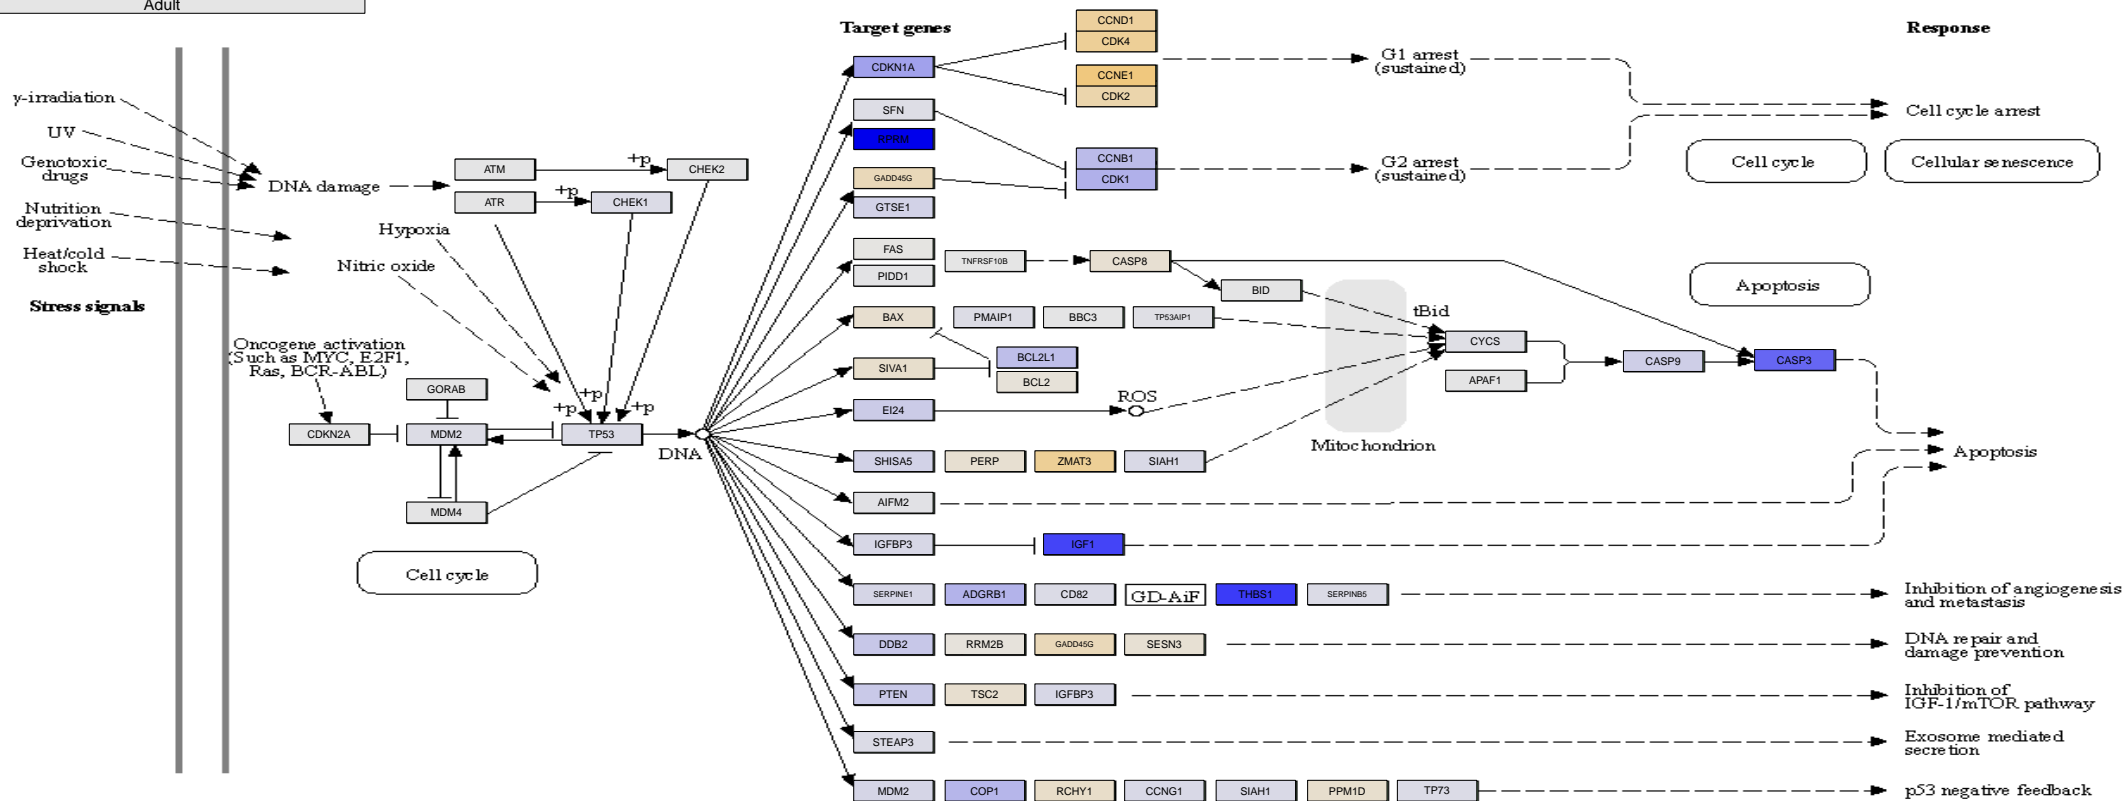 Adult
Target genes
Response
CCND1
CDK4
CDKN1A
G1 arrest
(sustained)
CCNE1
CDK2
γ-irradiation
SFN
Cell cycle arrest
UV
RPRM
Genotoxic
drugs
ATM
+p
CHEK2
CCNB1
CDK1
G2 arrest
(sustained)
Cell cycle
Cellular senescence
DNA damage
GADD45G
ATR
+p
CHEK1
GTSE1
Nutrition
deprivation
Hypoxia
Heat/cold
shock
Nitric oxide
FAS
PIDD1
TNFRSF10B
CASP8
BID
Apoptosis
Stress signals
BAX
PMAIP1
BBC3
TP53AIP1
tBid
CYCS
Oncogene activation
(Such as MYC, E2F1,
Ras, BCR-ABL)
BCL2L1
SIVA1
BCL2
CASP9
CASP3
APAF1
GORAB
+p
+p
+p
EI24
ROS
CDKN2A
MDM2
TP53
DNA
Mitochondrion
SHISA5
PERP
ZMAT3
SIAH1
Apoptosis
MDM4
AIFM2
IGFBP3
IGF1
Cell cycle
SERPINE1
ADGRB1
CD82
GD-AiF
THBS1
SERPINB5
Inhibition of angiogenesis
and metastasis
DDB2
RRM2B
GADD45G
SESN3
DNA repair and
damage prevention
PTEN
TSC2
IGFBP3
Inhibition of
IGF-1/mTOR pathway
STEAP3
Exosome mediated
secretion
MDM2
COP1
RCHY1
CCNG1
SIAH1
PPM1D
TP73
p53 negative feedback